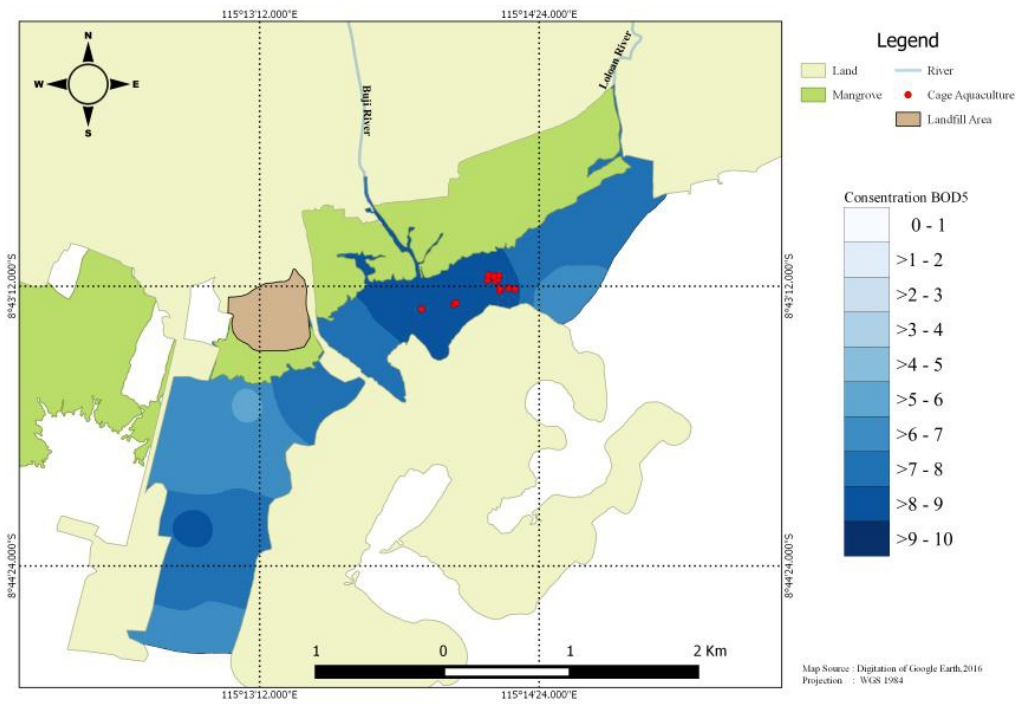 115°13'12.000"E
115°14'24.000"E
N
W
E
S
Buji River
Loloan River
8°43'12.000"S
8°43'12.000"S
8°44'24.000"S
8°44'24.000"S
1
0
1
2 Km
115°13'12.000"E
115°14'24.000"E
Legend
Land
River
Mangrove
Cage Aquaculture
Landfill Area
Consentration BOD5
0 - 1
>1 - 2
>2 - 3
>3 - 4
>4 - 5
>5 - 6
>6 - 7
>7 - 8
>8 - 9
>9 - 10
Map Source : Digitation of Google Earth,2016
Projection : WGS 1984